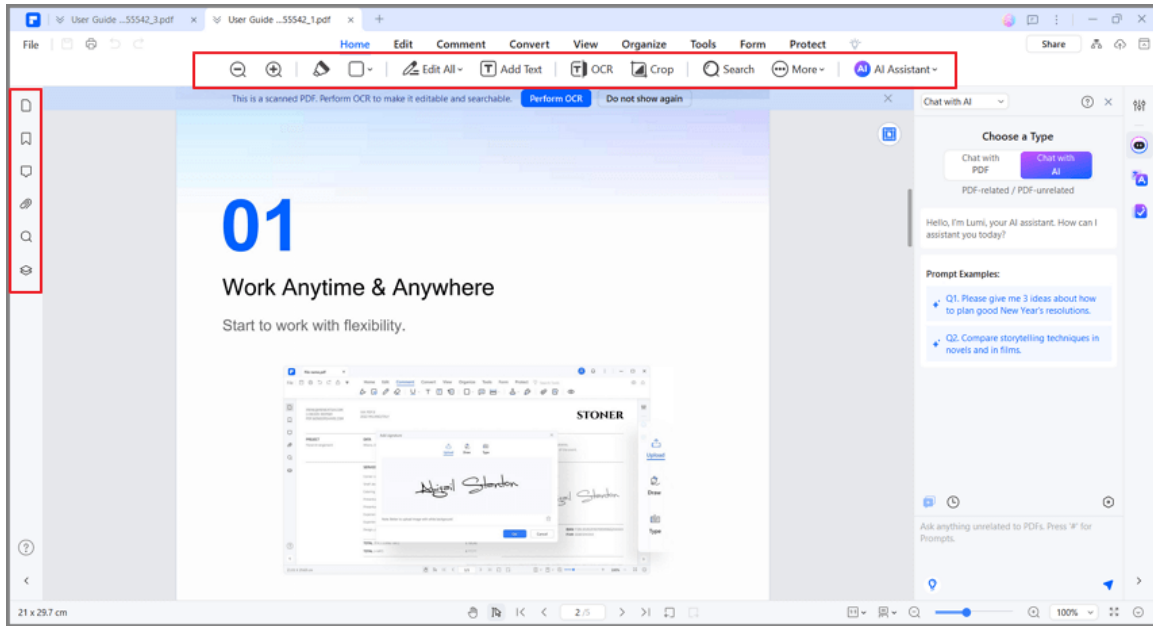 User Guide ...55542_3.pdf
User Guide ...55542_1.pdf
File
Home Edit Comment Convert View Organize Tools Form Protect
Share
Edit All Add Text OCR Crop Search More AI AI Assistant
This is a scanned PDF. Perform OCR to make it editable and searchable. Perform OCR Do not show again
Chat with AI
Choose a Type
Chat with PDF
Chat with AI
PDF-related / PDF-unrelated
Hello, I'm Lumi, your AI assistant. How can I
assistant you today?
Prompt Examples:
Q1. Please give me 3 ideas about how
to plan good New Year's resolutions.
Q2. Compare storytelling techniques in
novels and in films.
01
Work Anytime & Anywhere
Start to work with flexibility.
STONER
Abigail Standon
Upload
Draw
Type
Ask anything unrelated to PDFs. Press '#' for
Prompts.
21 x 29.7 cm
2 /5
100%